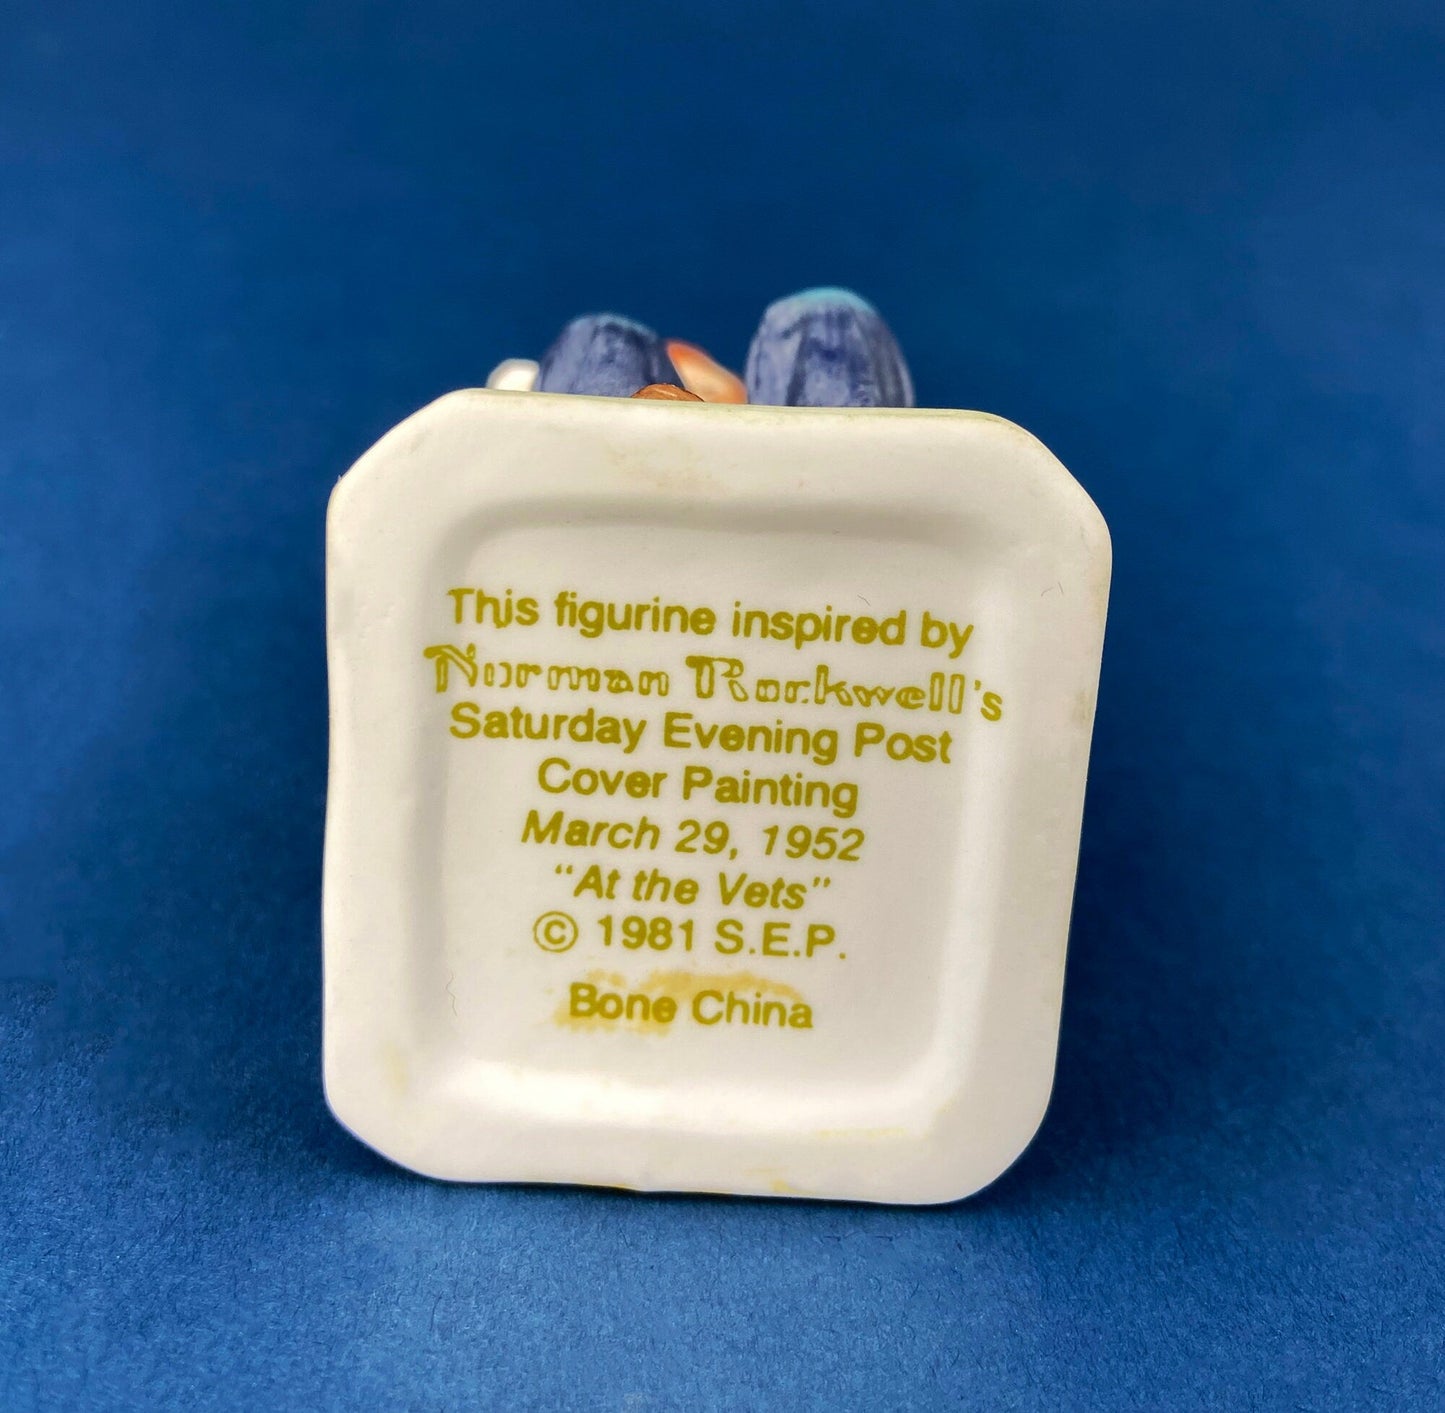 This figurine inspired by
Norman Rockwell's
Saturday Evening Post
Cover Painting
March 29, 1952
“At the Vets”
© 1981 S.E.P.
Bone China